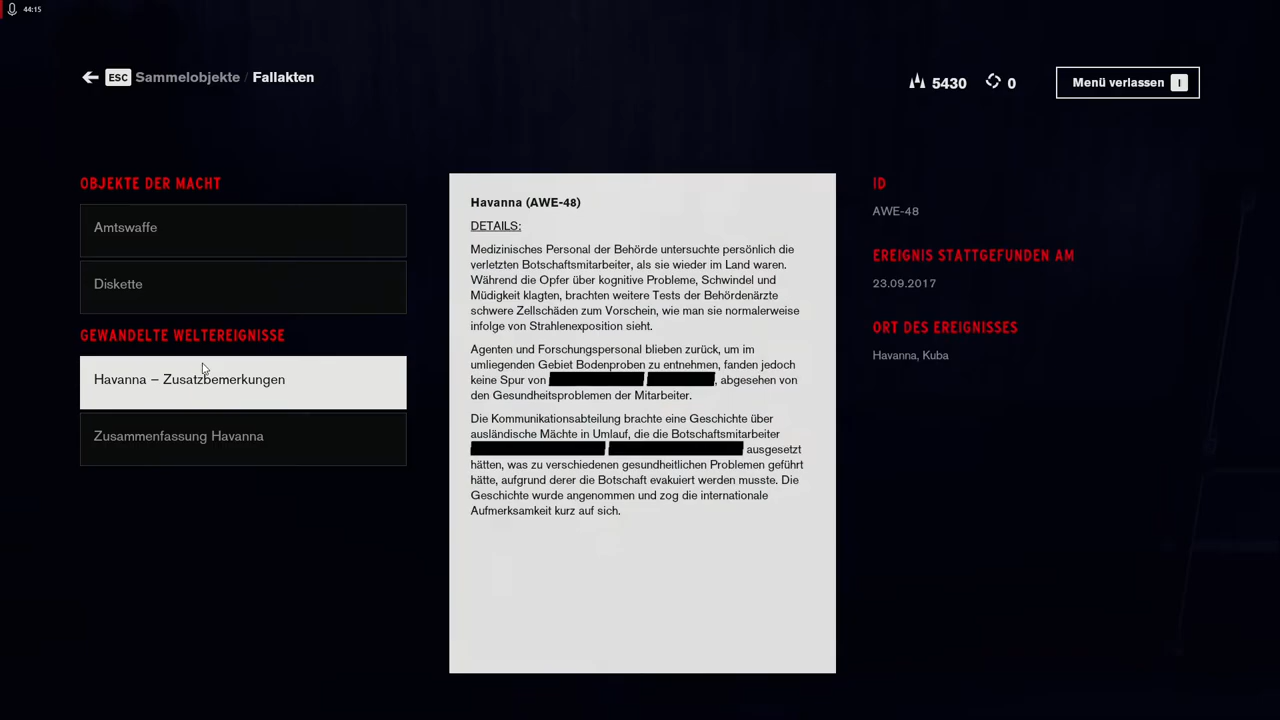 44:15
ESC Sammelobjekte / Fallakten
5430 0 Menü verlassen I
OBJEKTE DER MACHT
Amtswaffe
Diskette
GEWANDELTE WELTEREIGNISSE
Havanna – Zusatzbemerkungen
Zusammenfassung Havanna
Havanna (AWE-48)
DETAILS:
Medizinisches Personal der Behörde untersuchte persönlich die
verletzten Botschaftsmitarbeiter, als sie wieder im Land waren.
Während die Opfer über kognitive Probleme, Schwindel und
Müdigkeit klagten, brachten weitere Tests der Behördenärzte
schwere Zellschäden zum Vorschein, wie man sie normalerweise
infolge von Strahlenexposition sieht.
Agenten und Forschungspersonal blieben zurück, um im
umliegenden Gebiet Bodenproben zu entnehmen, fanden jedoch
keine Spur von , abgesehen von
den Gesundheitsproblemen der Mitarbeiter.
Die Kommunikationsabteilung brachte eine Geschichte über
ausländische Mächte in Umlauf, die die Botschaftsmitarbeiter
ausgesetzt
hätten, was zu verschiedenen gesundheitlichen Problemen geführt
hätte, aufgrund derer die Botschaft evakuiert werden musste. Die
Geschichte wurde angenommen und zog die internationale
Aufmerksamkeit kurz auf sich.
ID
AWE-48
EREIGNIS STATTGEFUNDEN AM
23.09.2017
ORT DES EREIGNISSES
Havanna, Kuba